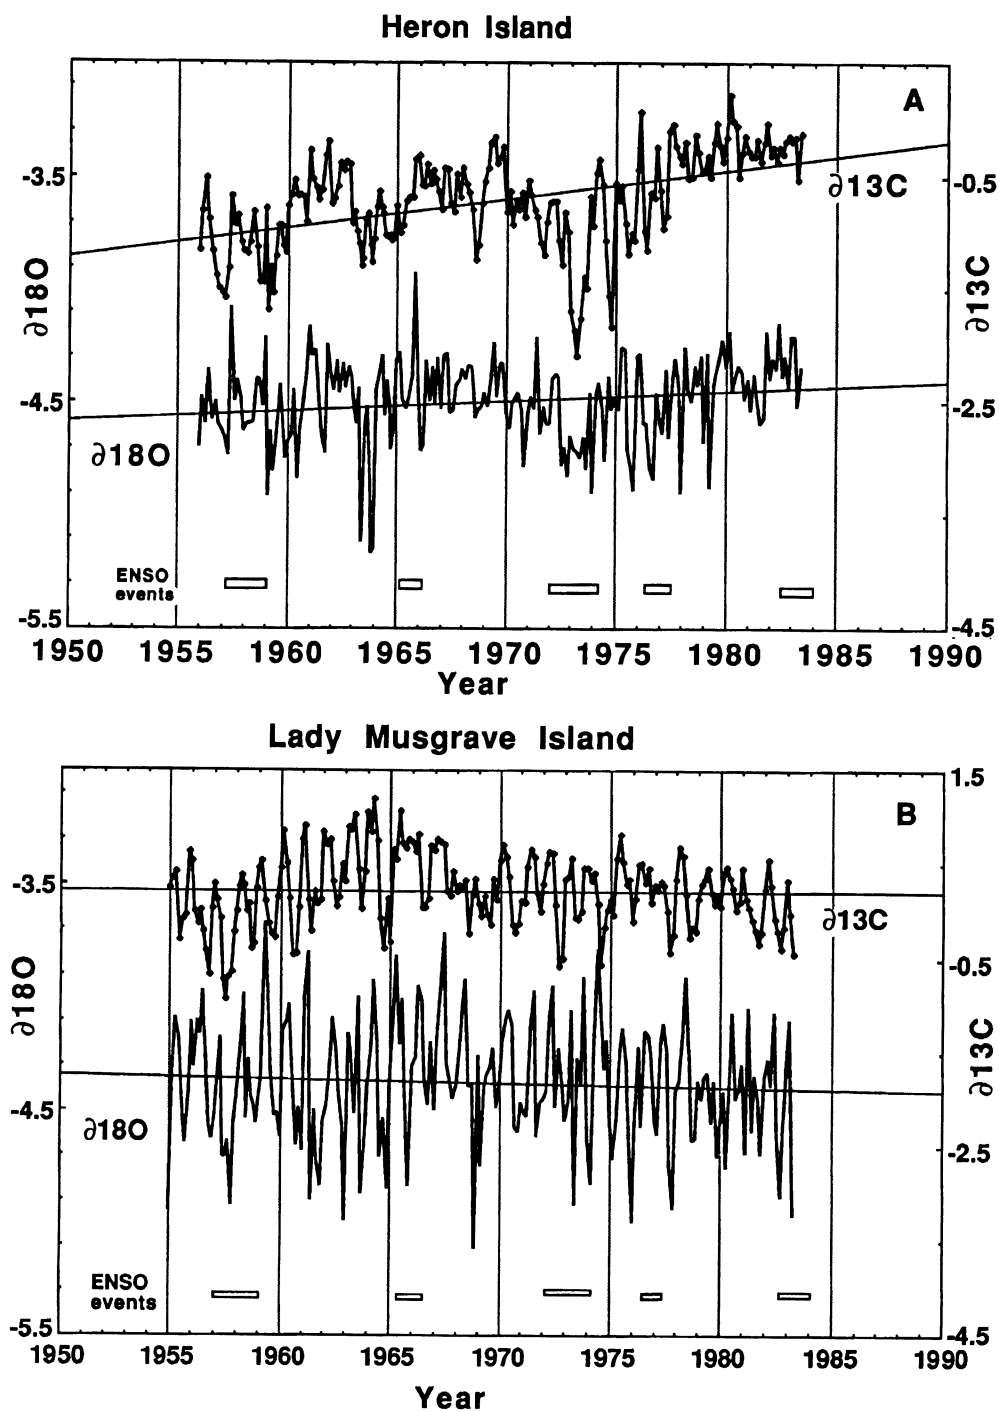 Heron Island
A
-3.5
-0.5
∂13C
∂18O
∂13C
-4.5
-2.5
∂18O
ENSO
events
-5.5
-4.5
1950 1955 1960 1965 1970 1975 1980 1985 1990
Year
Lady Musgrave Island
1.5
B
-3.5
∂13C
-0.5
∂18O
∂13C
-4.5
∂18O
-2.5
ENSO
events
-5.5
-4.5
1950 1955 1960 1965 1970 1975 1980 1985 1990
Year